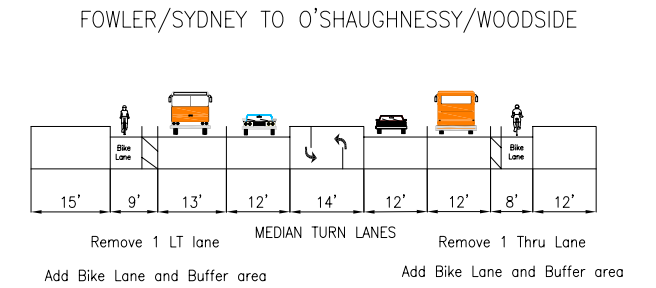 FOWLER/SYDNEY TO O'SHAUGHNESSY/WOODSIDE
Bike
Lane
Bike
Lane
15' 9' 13' 12' 14' 12' 12' 8' 12'
MEDIAN TURN LANES
Remove 1 LT lane
Add Bike Lane and Buffer area
Remove 1 Thru Lane
Add Bike Lane and Buffer area